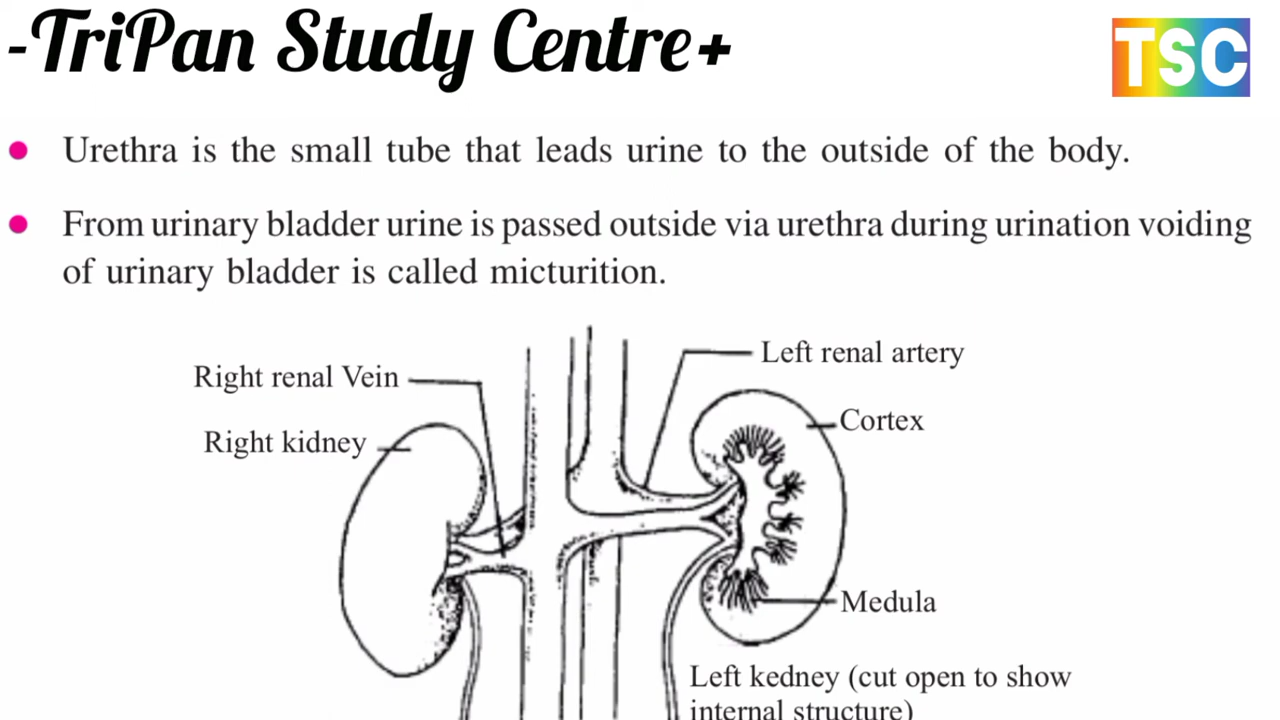 -TriPan Study Centre+
TSC
● Urethra is the small tube that leads urine to the outside of the body.
● From urinary bladder urine is passed outside via urethra during urination voiding
of urinary bladder is called micturition.
Left renal artery
Right renal Vein
Cortex
Right kidney
Medula
Left kedney (cut open to show
internal structure)